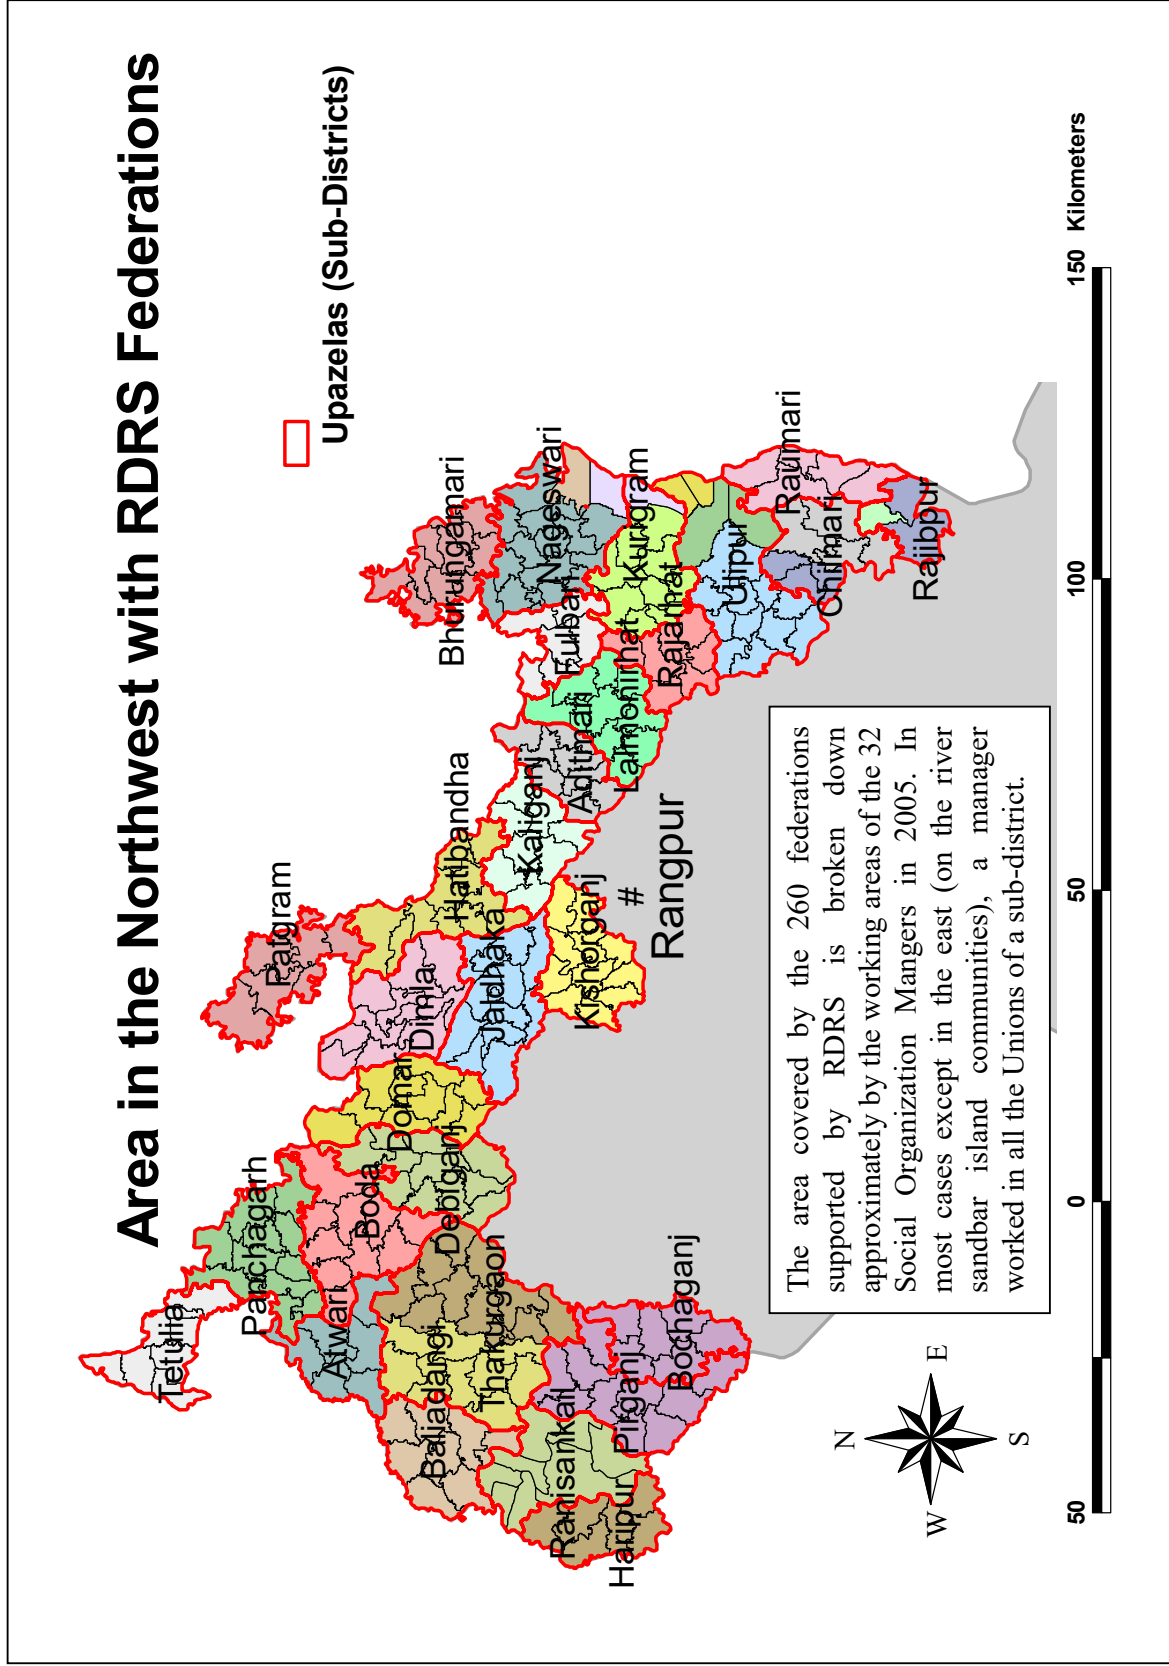 Area in the Northwest with RDRS Federations
Upazelas (Sub-Districts)
Tetulia
Panchagarh
Patgram
Atwari
Boda
Domar
Dimla
Hatibandha
Bhurungamari
Baliadangi
Debiganj
Jaldhaka
Kaliganj
Nageswari
Thakurgaon
Fulbari
Ranisankail
Kishorganj
Aditmari
Lalmonirhat
Kurigram
Haripur
Pirganj
Rajarhat
#
Rangpur
Bochaganj
Ulipur
Raumari
Chilmari
Rajibpur
The area covered by the 260 federations
supported by RDRS is broken down
approximately by the working areas of the 32
Social Organization Mangers in 2005. In
most cases except in the east (on the river
sandbar island communities), a manager
worked in all the Unions of a sub-district.
N
W E
S
50 0 50 100 150 Kilometers